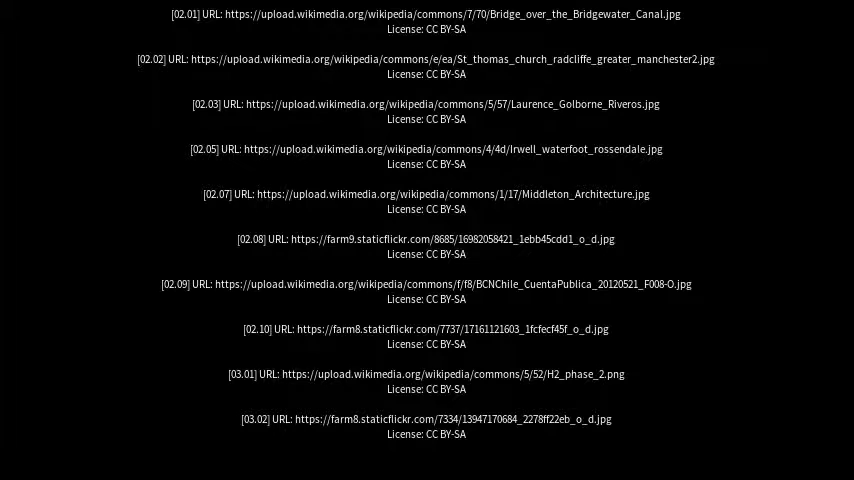 [02.01] URL: https://upload.wikimedia.org/wikipedia/commons/7/70/Bridge_over_the_Bridgewater_Canal.jpg
License: CC BY-SA
[02.02] URL: https://upload.wikimedia.org/wikipedia/commons/e/ea/St_thomas_church_radcliffe_greater_manchester2.jpg
License: CC BY-SA
[02.03] URL: https://upload.wikimedia.org/wikipedia/commons/5/57/Laurence_Golborne_Riveros.jpg
License: CC BY-SA
[02.05] URL: https://upload.wikimedia.org/wikipedia/commons/4/4d/Irwell_waterfoot_rossendale.jpg
License: CC BY-SA
[02.07] URL: https://upload.wikimedia.org/wikipedia/commons/1/17/Middleton_Architecture.jpg
License: CC BY-SA
[02.08] URL: https://farm9.staticflickr.com/8685/16982058421_1ebb45cdd1_o_d.jpg
License: CC BY-SA
[02.09] URL: https://upload.wikimedia.org/wikipedia/commons/f/f8/BCNChile_CuentaPublica_20120521_F008-O.jpg
License: CC BY-SA
[02.10] URL: https://farm8.staticflickr.com/7737/17161121603_1fcfecf45f_o_d.jpg
License: CC BY-SA
[03.01] URL: https://upload.wikimedia.org/wikipedia/commons/5/52/H2_phase_2.png
License: CC BY-SA
[03.02] URL: https://farm8.staticflickr.com/7334/13947170684_2278ff22eb_o_d.jpg
License: CC BY-SA